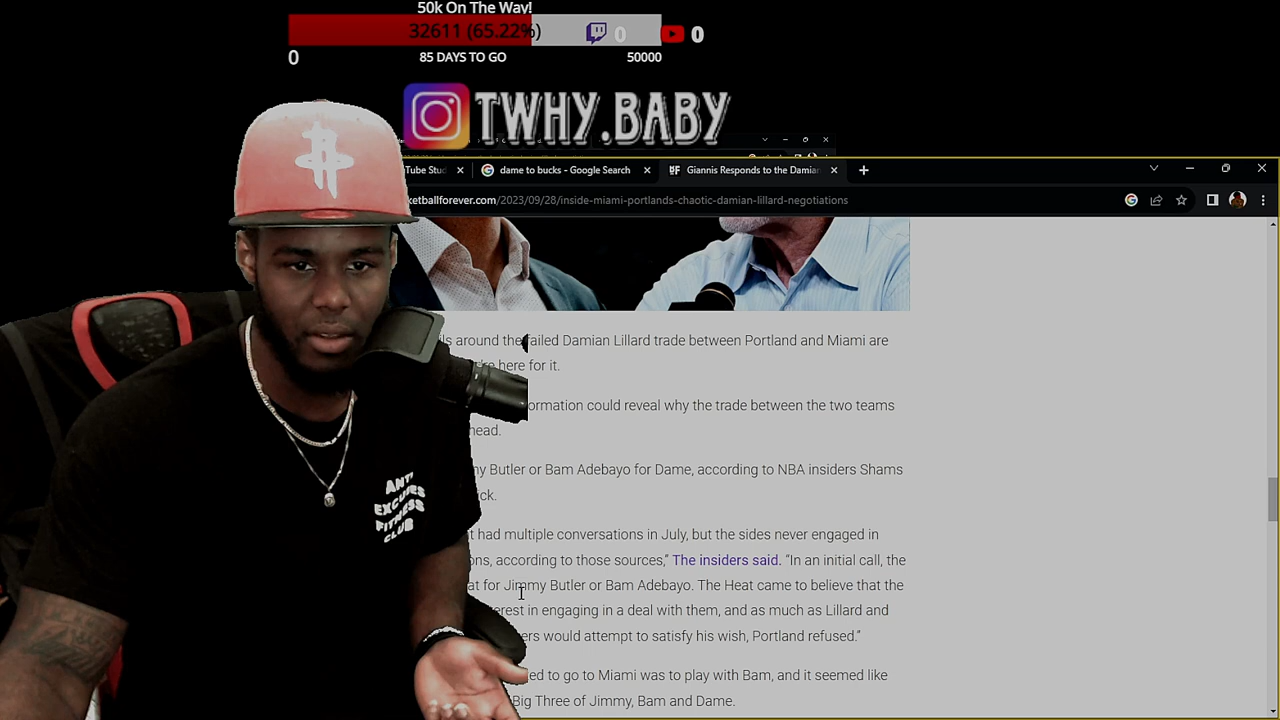 50k On The Way!
32611 (65.22%)
0
0
0
85 DAYS TO GO
50000
TWHY.BABY
Tube Stud
dame to bucks - Google Search
Giannis Responds to the Damian
ketballforever.com/2023/09/28/inside-miami-portlands-chaotic-damian-lillard-negotiations
ls around the failed Damian Lillard trade between Portland and Miami are
're here for it.
ormation could reveal why the trade between the two teams
head.
my Butler or Bam Adebayo for Dame, according to NBA insiders Shams
ick.
t had multiple conversations in July, but the sides never engaged in
ons, according to those sources,” The insiders said. “In an initial call, the
at for Jimmy Butler or Bam Adebayo. The Heat came to believe that the
erest in engaging in a deal with them, and as much as Lillard and
ers would attempt to satisfy his wish, Portland refused.”
ed to go to Miami was to play with Bam, and it seemed like
Big Three of Jimmy, Bam and Dame.
ANTI
EXCUSES
FITNESS
CLUB